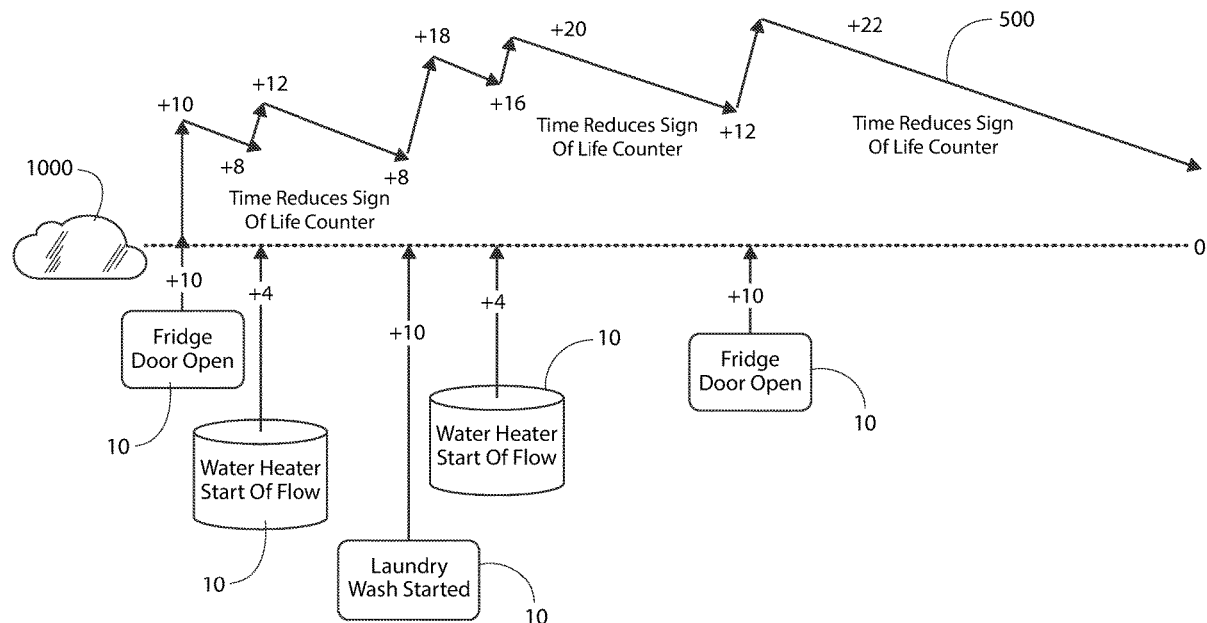 +20
+22
500
+18
+12
+10
+16
+12
Time Reduces Sign
Of Life Counter
Time Reduces Sign
Of Life Counter
+8
+8
1000
Time Reduces Sign
Of Life Counter
0
+10
+4
+10
+4
+10
Fridge
Door Open
10
Water Heater
Start Of Flow
10
Laundry
Wash Started
10
Water Heater
Start Of Flow
10
Fridge
Door Open
10